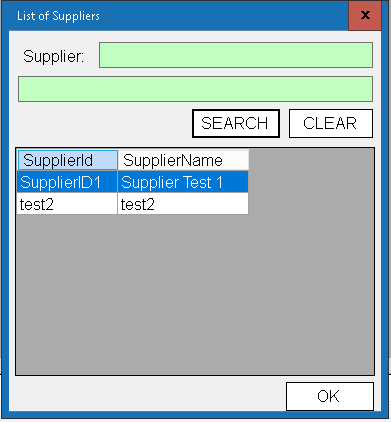 List of Suppliers x
Supplier:
SEARCH CLEAR
SupplierId SupplierName
SupplierID1 Supplier Test 1
test2 test2
OK